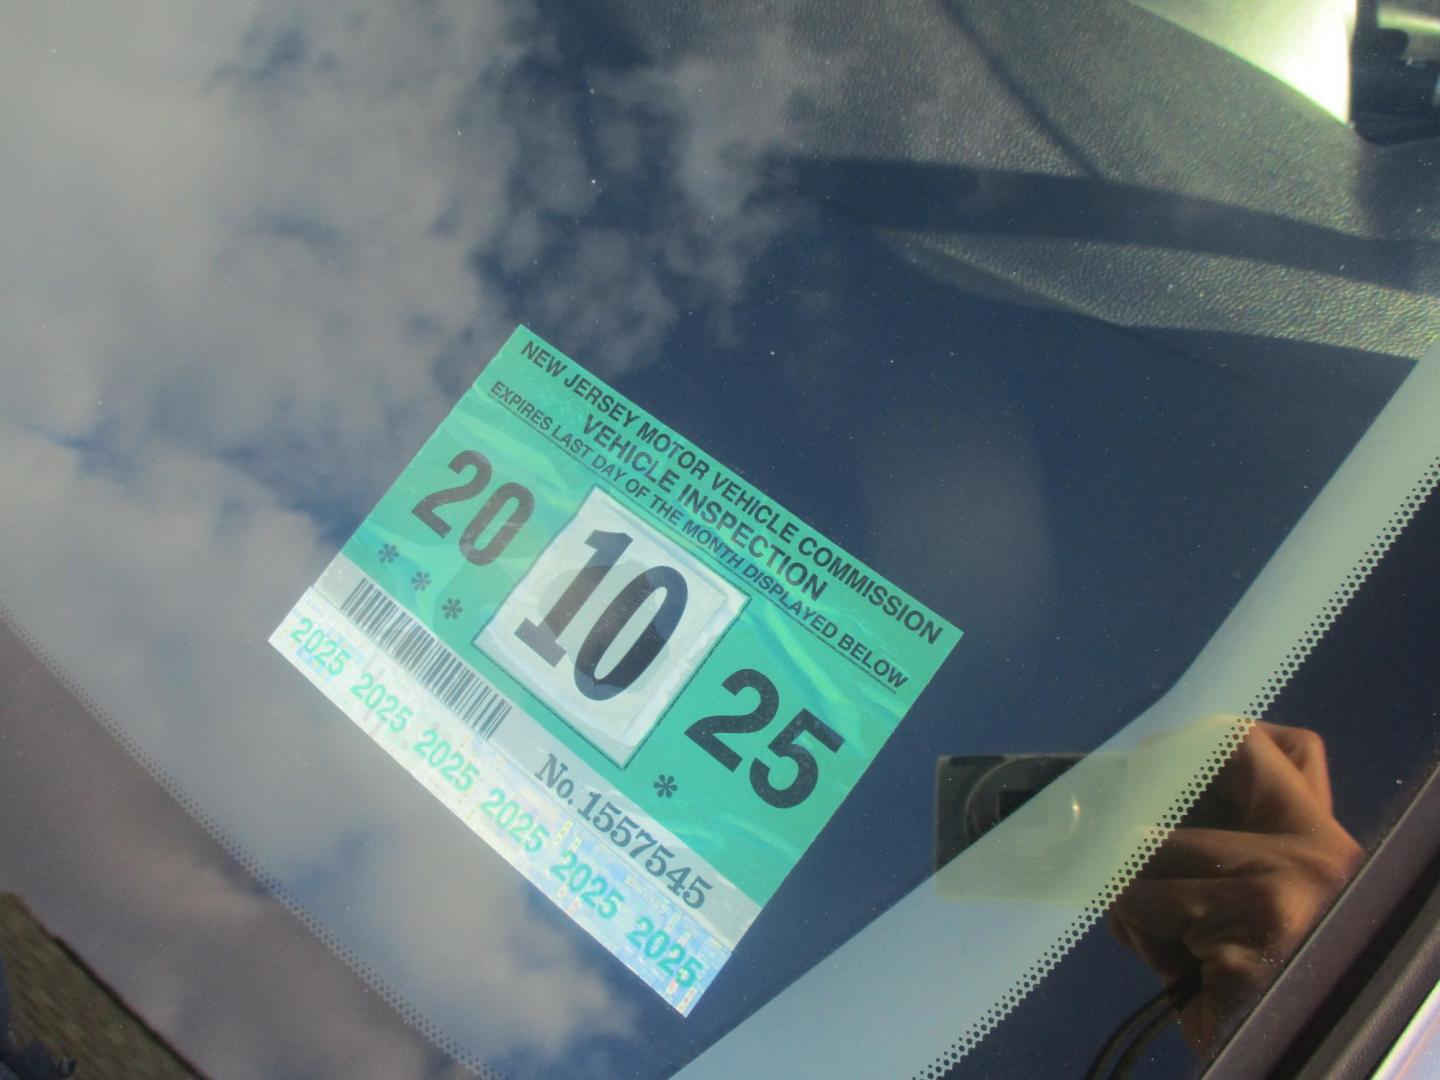 NEW JERSEY MOTOR VEHICLE COMMISSION
VEHICLE INSPECTION
EXPIRES LAST DAY OF THE MONTH DISPLAYED BELOW
20 10 25
* * * *
No. 1557545
2025 2025 2025 2025 2025 2025